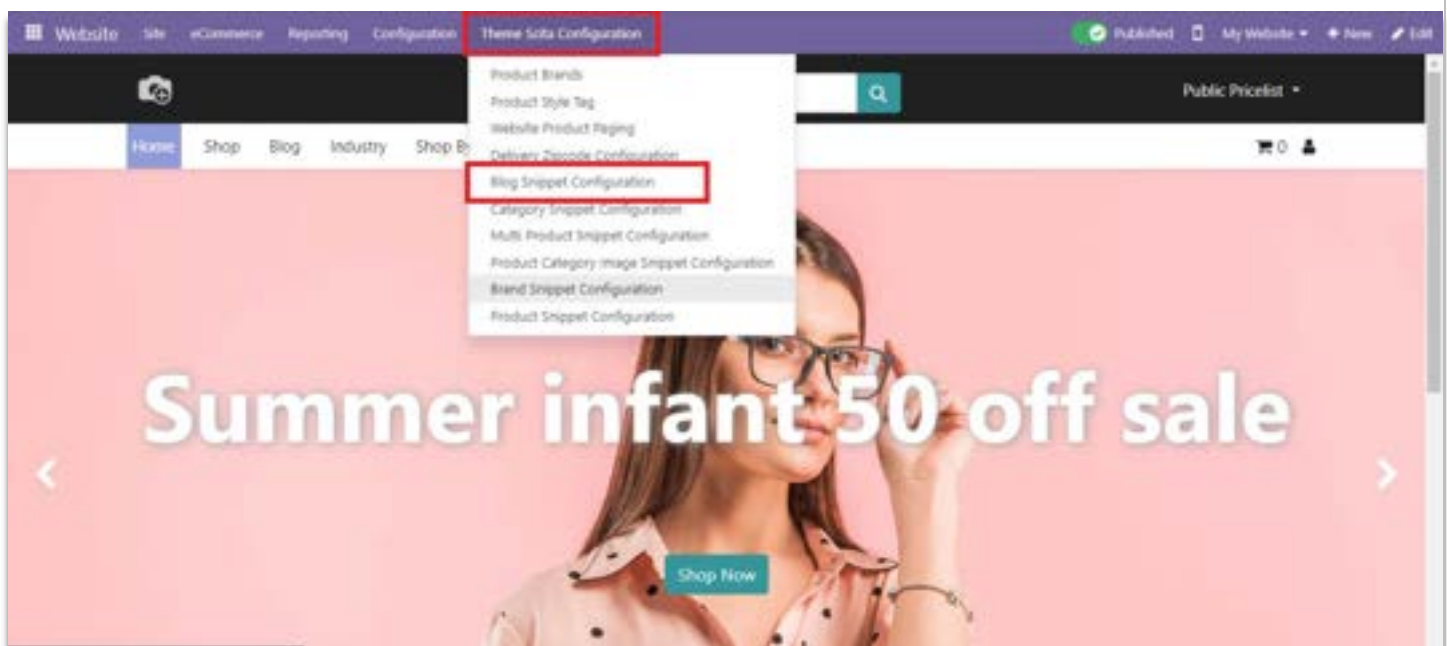 Website Site eCommerce Reporting Configuration Theme Scita Configuration Published My Website + New Edit
Product Brands
Product Style Tag
Public Pricelist
Website Product Paging
Home Shop Blog Industry Shop B 0
Delivery Zipcode Configuration
Blog Snippet Configuration
Category Snippet Configuration
Multi Product Snippet Configuration
Product Category Image Snippet Configuration
Brand Snippet Configuration
Product Snippet Configuration
Summer infant 50 off sale
Shop Now